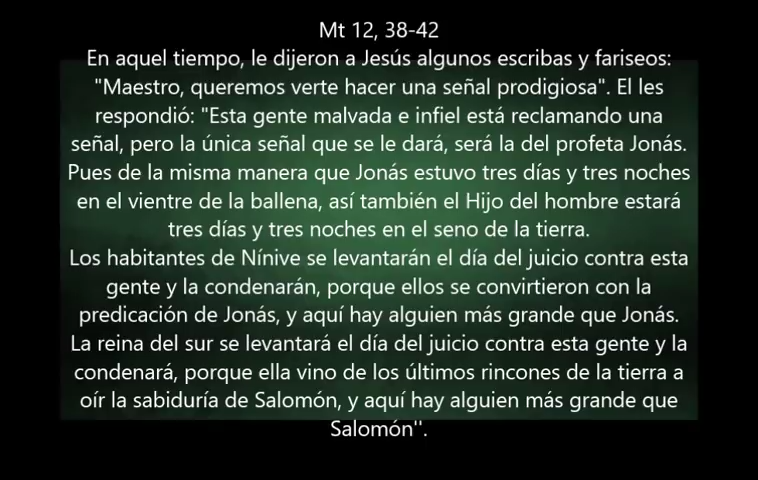 Mt 12, 38-42
En aquel tiempo, le dijeron a Jesús algunos escribas y fariseos:
"Maestro, queremos verte hacer una señal prodigiosa". El les
respondió: "Esta gente malvada e infiel está reclamando una
señal, pero la única señal que se le dará, será la del profeta Jonás.
Pues de la misma manera que Jonás estuvo tres días y tres noches
en el vientre de la ballena, así también el Hijo del hombre estará
tres días y tres noches en el seno de la tierra.
Los habitantes de Nínive se levantarán el día del juicio contra esta
gente y la condenarán, porque ellos se convirtieron con la
predicación de Jonás, y aquí hay alguien más grande que Jonás.
La reina del sur se levantará el día del juicio contra esta gente y la
condenará, porque ella vino de los últimos rincones de la tierra a
oír la sabiduría de Salomón, y aquí hay alguien más grande que
Salomón''.